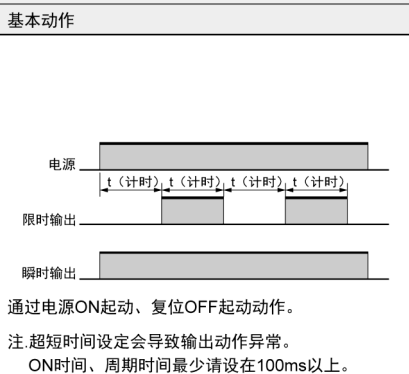 基本动作
电源
t（计时） t（计时） t（计时） t（计时）
限时输出
瞬时输出
通过电源ON起动、复位OFF起动动作。
注.超短时间设定会导致输出动作异常。
ON时间、周期时间最少请设在100ms以上。